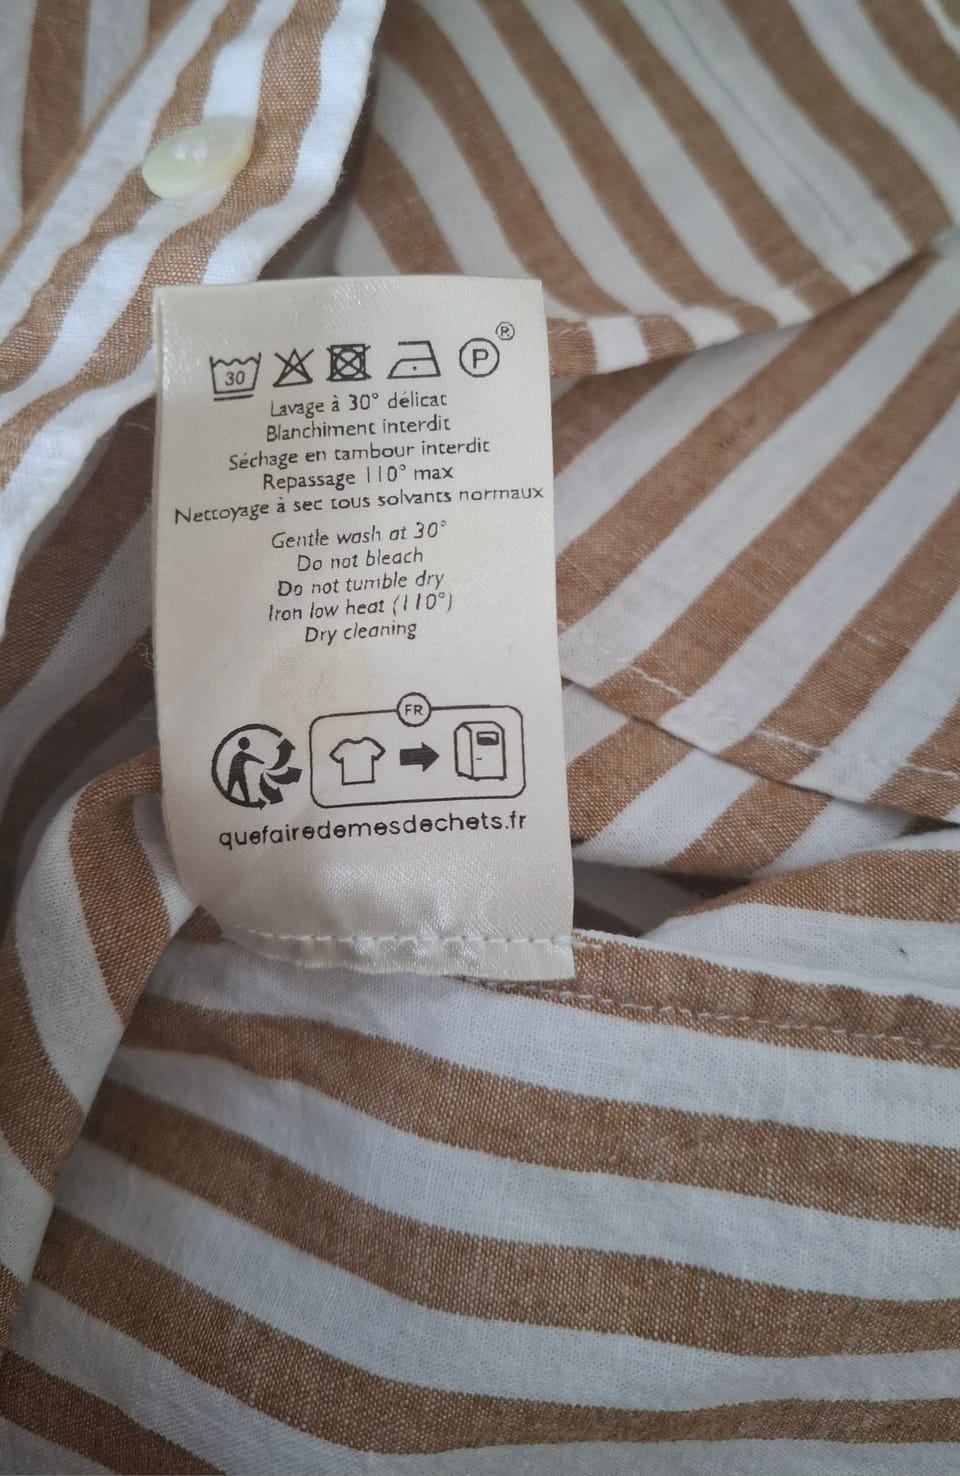 30 P ®
Lavage à 30° délicat
Blanchiment interdit
Séchage en tambour interdit
Repassage 110° max
Nettoyage à sec tous solvants normaux
Gentle wash at 30°
Do not bleach
Do not tumble dry
Iron low heat (110°)
Dry cleaning
FR
quefairedemesdechets.fr